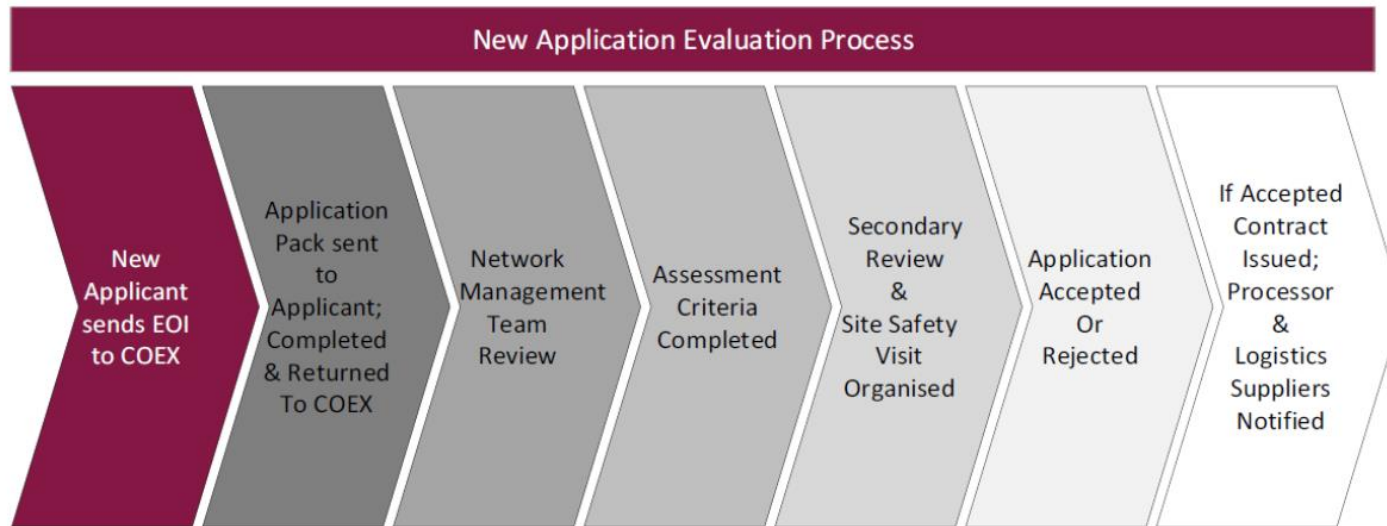 New Application Evaluation Process
New
Applicant
sends EOI
to COEX
Application
Pack sent
to
Applicant;
Completed
& Returned
To COEX
Network
Management
Team
Review
Assessment
Criteria
Completed
Secondary
Review
&
Site Safety
Visit
Organised
Application
Accepted
Or
Rejected
If Accepted
Contract
Issued;
Processor
&
Logistics
Suppliers
Notified